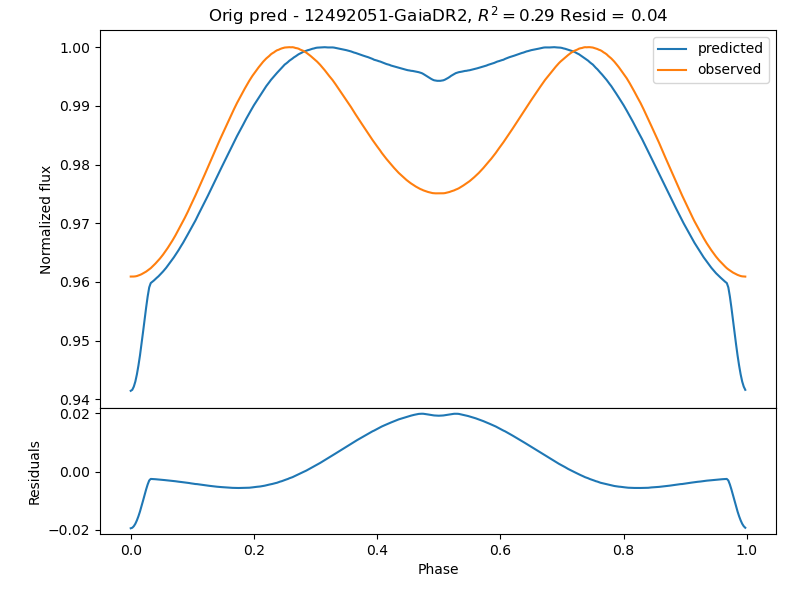 Orig pred - 12492051-GaiaDR2, R² = 0.29 Resid = 0.04
predicted
observed
1.00
0.99
0.98
0.97
0.96
0.95
0.94
Normalized flux
0.02
0.00
−0.02
Residuals
0.0 0.2 0.4 0.6 0.8 1.0
Phase